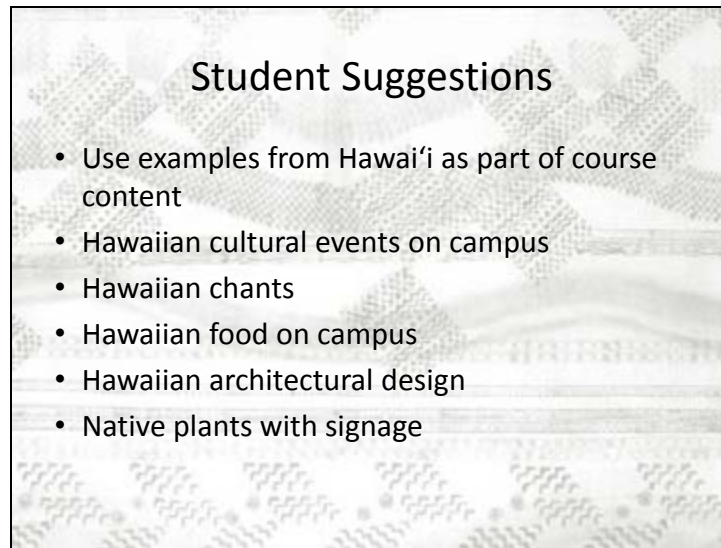 Student Suggestions
• Use examples from Hawai‘i as part of course
content
• Hawaiian cultural events on campus
• Hawaiian chants
• Hawaiian food on campus
• Hawaiian architectural design
• Native plants with signage